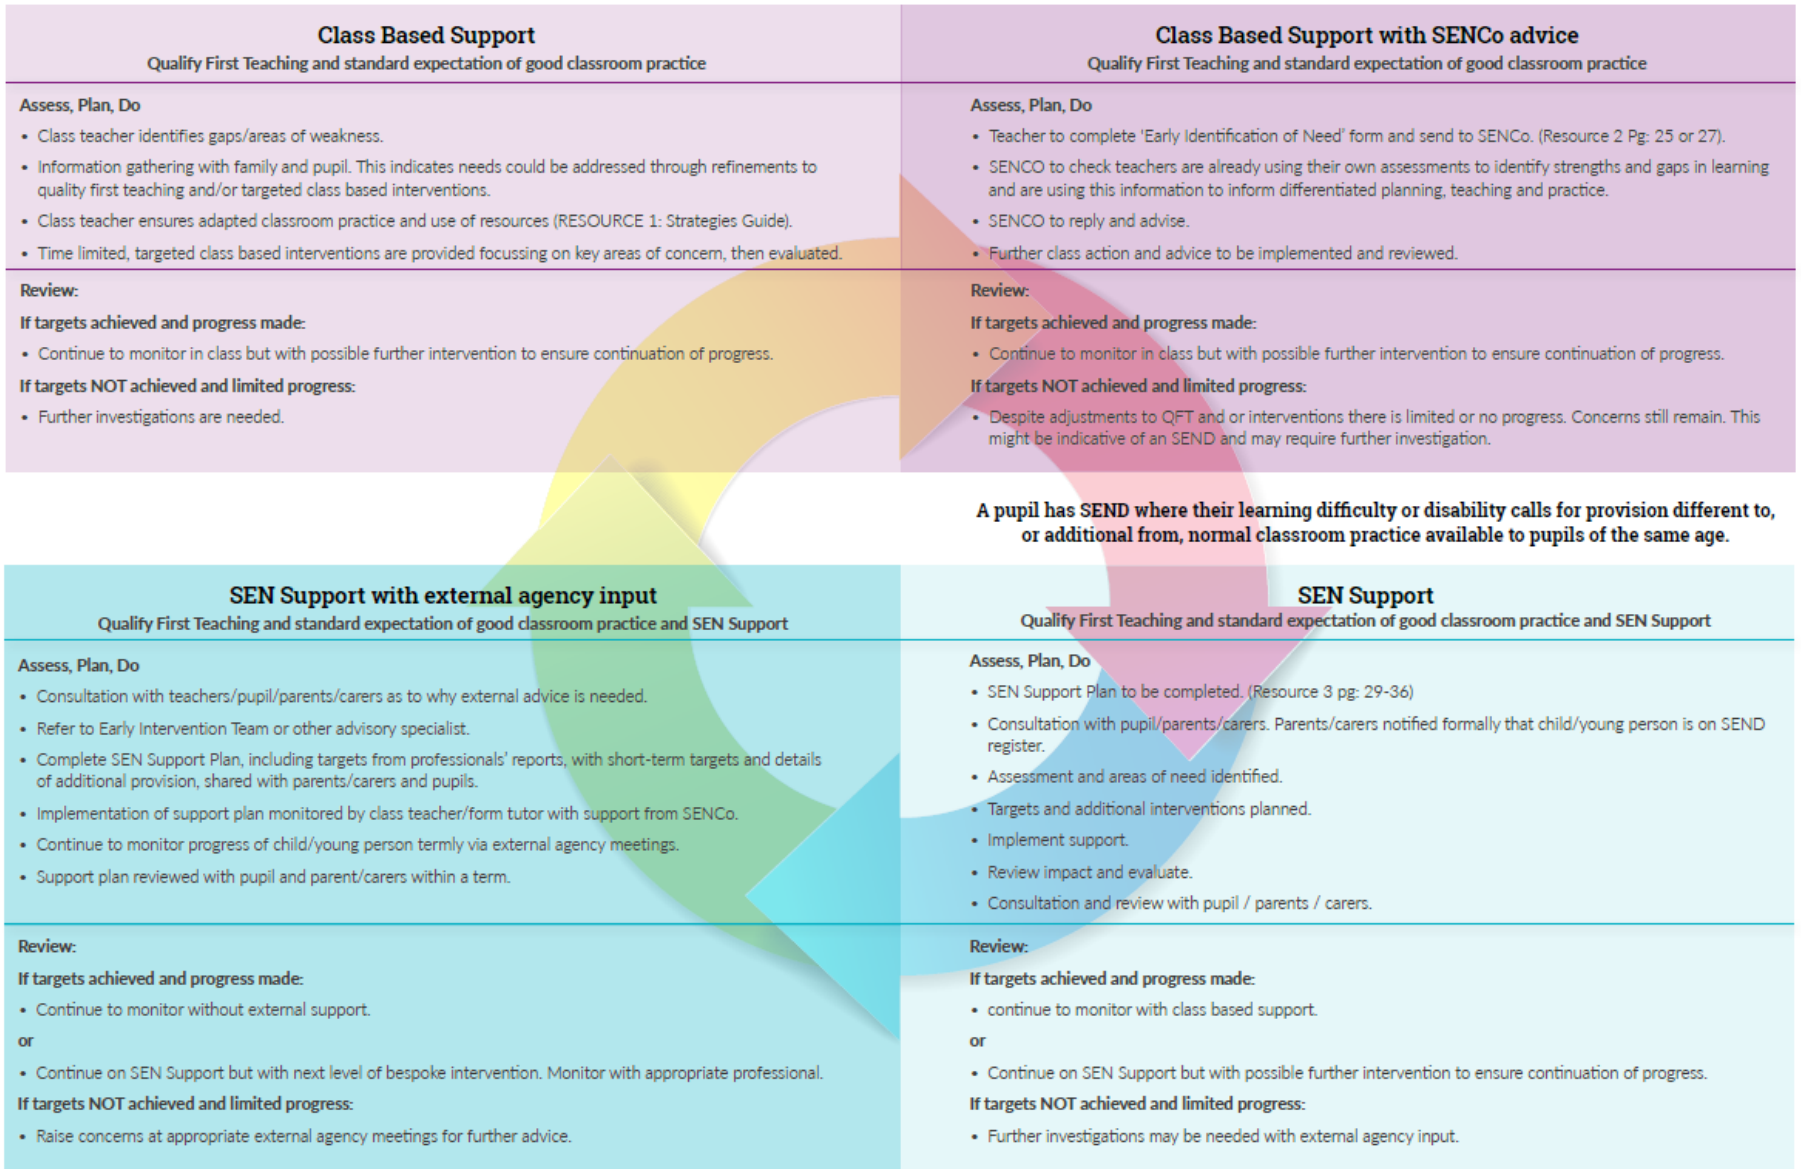 Class Based Support
Qualify First Teaching and standard expectation of good classroom practice
Assess, Plan, Do
• Class teacher identifies gaps/areas of weakness.
• Information gathering with family and pupil. This indicates needs could be addressed through refinements to
quality first teaching and/or targeted class based interventions.
• Class teacher ensures adapted classroom practice and use of resources (RESOURCE 1: Strategies Guide).
• Time limited, targeted class based interventions are provided focussing on key areas of concern, then evaluated.
Review:
If targets achieved and progress made:
• Continue to monitor in class but with possible further intervention to ensure continuation of progress.
If targets NOT achieved and limited progress:
• Further investigations are needed.
Class Based Support with SENCo advice
Qualify First Teaching and standard expectation of good classroom practice
Assess, Plan, Do
• Teacher to complete 'Early Identification of Need' form and send to SENCo. (Resource 2 Pg: 25 or 27).
• SENCO to check teachers are already using their own assessments to identify strengths and gaps in learning
and are using this information to inform differentiated planning, teaching and practice.
• SENCO to reply and advise.
• Further class action and advice to be implemented and reviewed.
Review:
If targets achieved and progress made:
• Continue to monitor in class but with possible further intervention to ensure continuation of progress.
If targets NOT achieved and limited progress:
• Despite adjustments to QFT and or interventions there is limited or no progress. Concerns still remain. This
might be indicative of an SEND and may require further investigation.
A pupil has SEND where their learning difficulty or disability calls for provision different to,
or additional from, normal classroom practice available to pupils of the same age.
SEN Support with external agency input
Qualify First Teaching and standard expectation of good classroom practice and SEN Support
Assess, Plan, Do
• Consultation with teachers/pupil/parents/carers as to why external advice is needed.
• Refer to Early Intervention Team or other advisory specialist.
• Complete SEN Support Plan, including targets from professionals' reports, with short-term targets and details
of additional provision, shared with parents/carers and pupils.
• Implementation of support plan monitored by class teacher/form tutor with support from SENCo.
• Continue to monitor progress of child/young person termly via external agency meetings.
• Support plan reviewed with pupil and parent/carers within a term.
Review:
If targets achieved and progress made:
• Continue to monitor without external support.
or
• Continue on SEN Support but with next level of bespoke intervention. Monitor with appropriate professional.
If targets NOT achieved and limited progress:
• Raise concerns at appropriate external agency meetings for further advice.
SEN Support
Qualify First Teaching and standard expectation of good classroom practice and SEN Support
Assess, Plan, Do
• SEN Support Plan to be completed. (Resource 3 pg: 29-36)
• Consultation with pupil/parents/carers. Parents/carers notified formally that child/young person is on SEND
register.
• Assessment and areas of need identified.
• Targets and additional interventions planned.
• Implement support.
• Review impact and evaluate.
• Consultation and review with pupil / parents / carers.
Review:
If targets achieved and progress made:
• continue to monitor with class based support.
or
• Continue on SEN Support but with possible further intervention to ensure continuation of progress.
If targets NOT achieved and limited progress:
• Further investigations may be needed with external agency input.